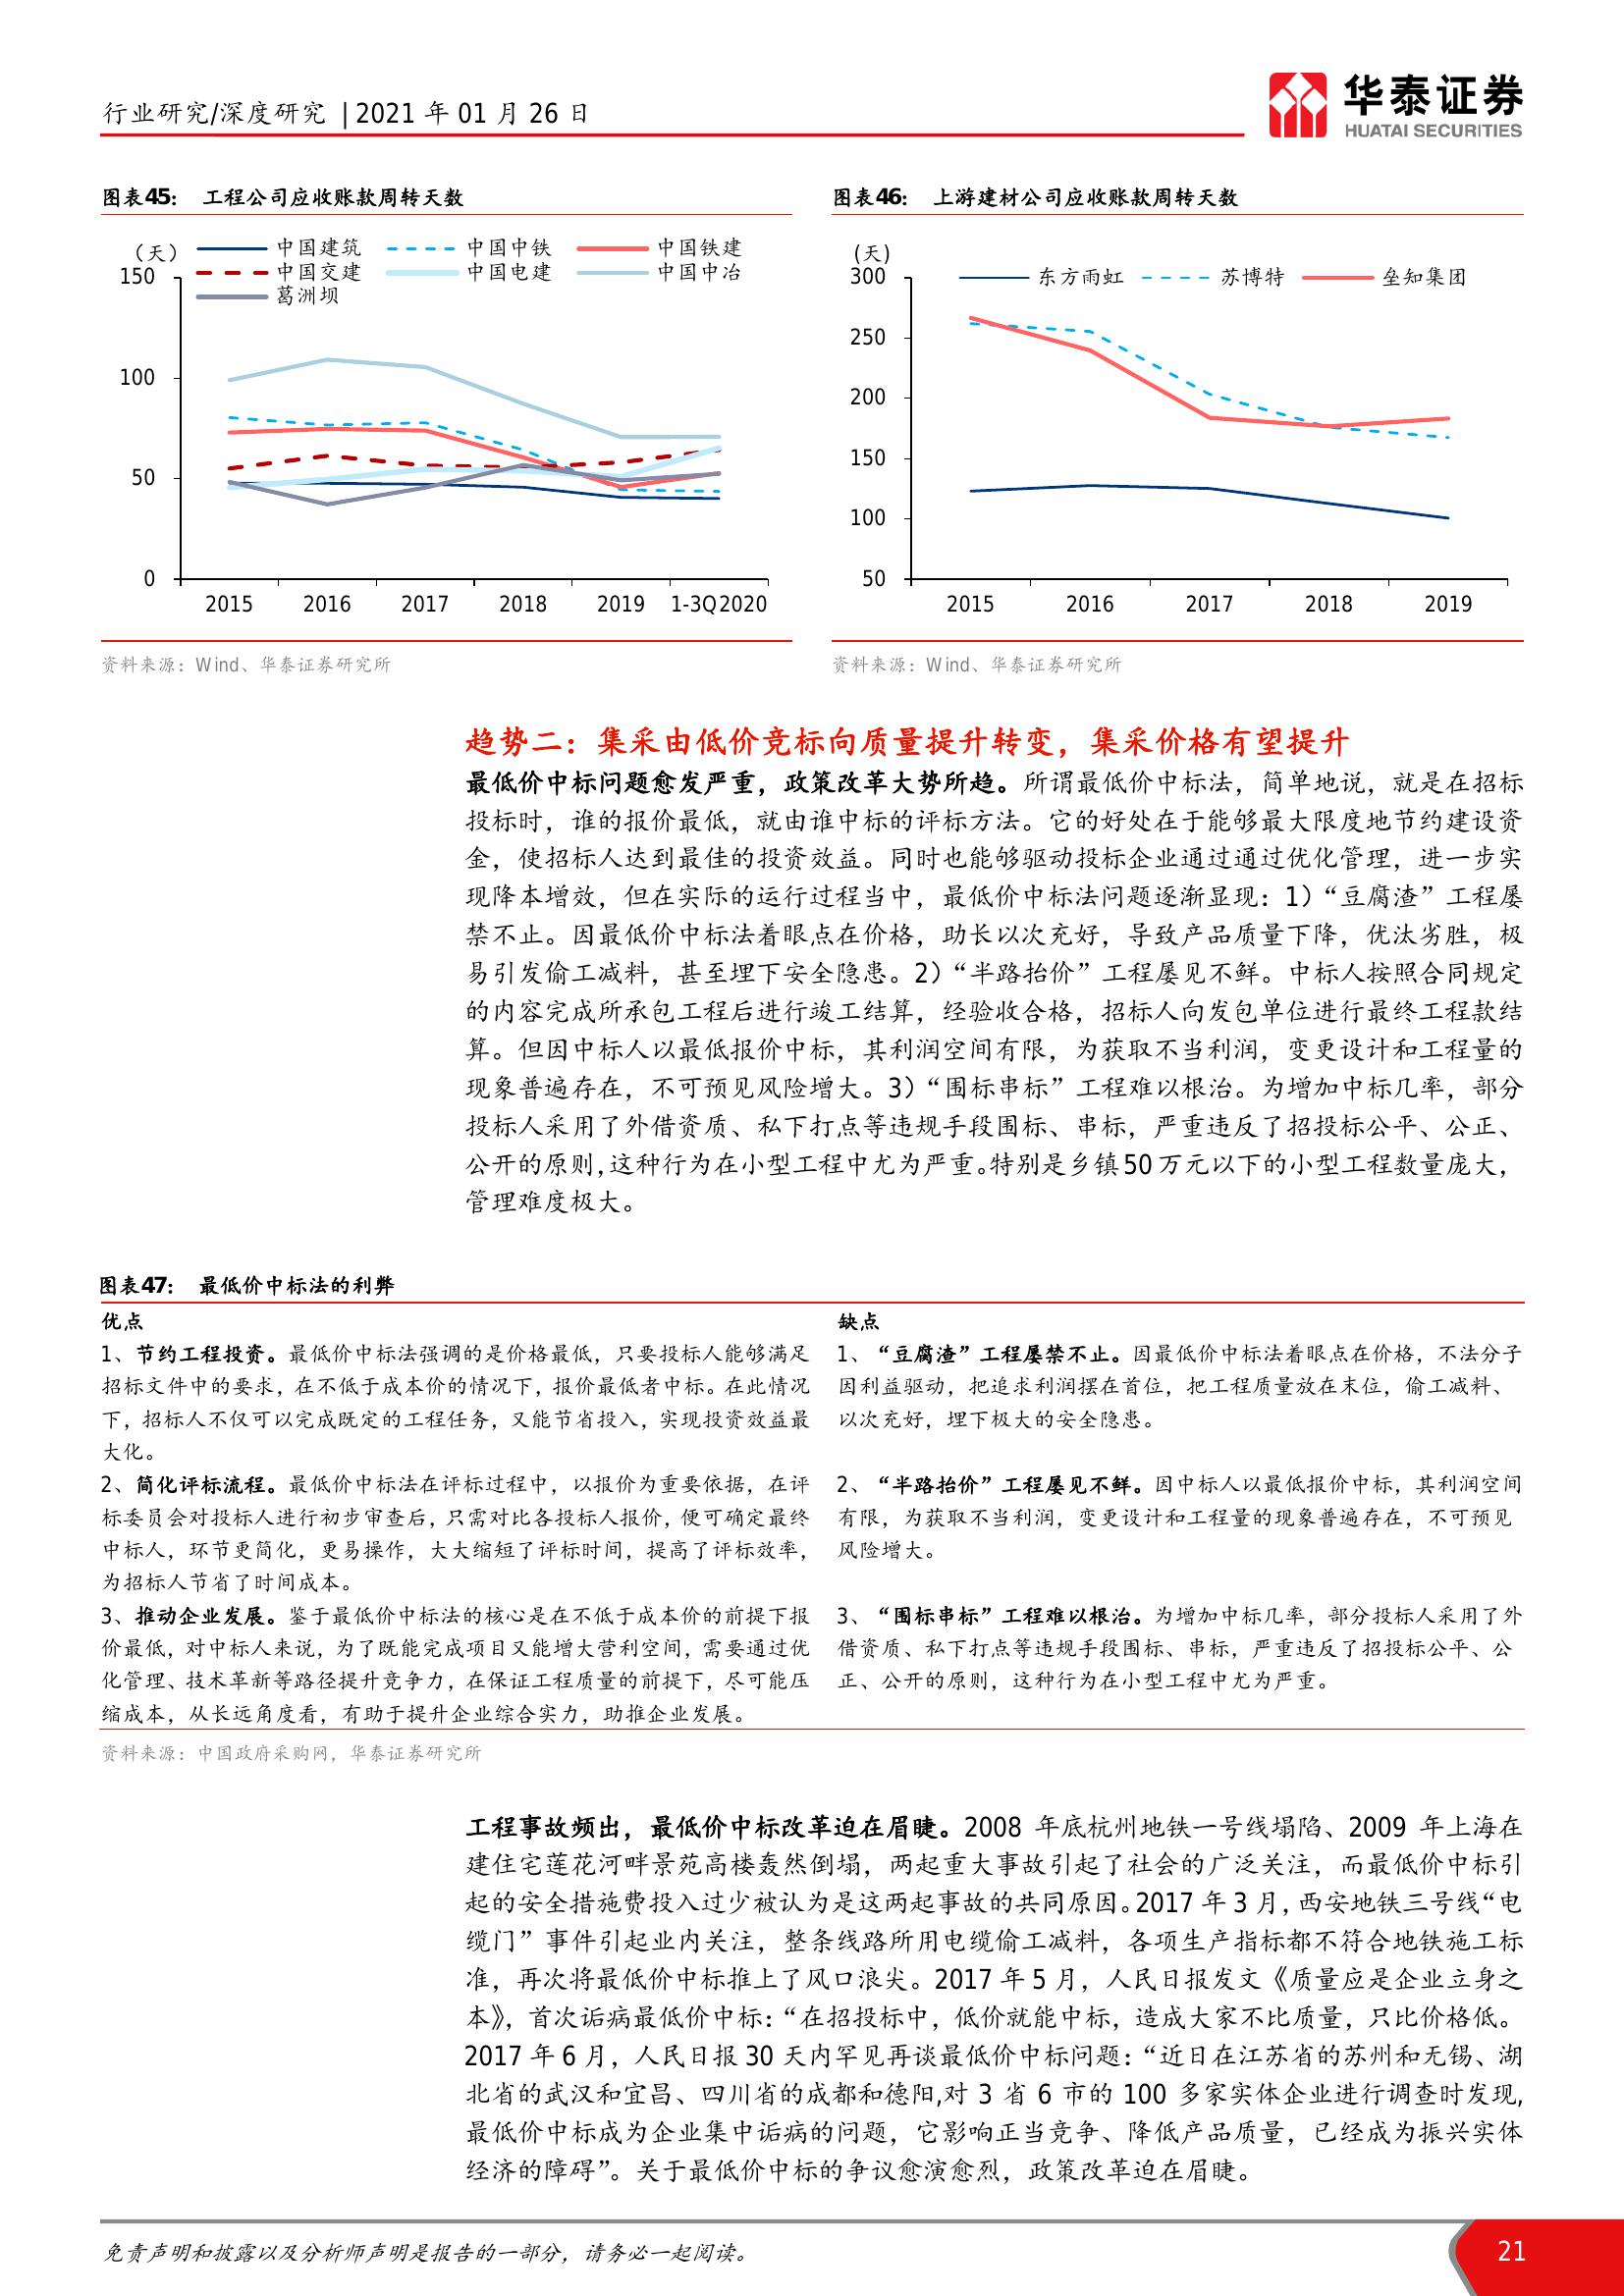 行业研究/深度研究 | 2021 年 01 月 26 日
华泰证券
HUATAI SECURITIES
图表45: 工程公司应收账款周转天数
（天）
中国建筑 中国中铁 中国铁建
中国交建 中国电建 中国中冶
葛洲坝
150
100
50
0
2015 2016 2017 2018 2019 1-3Q2020
资料来源：Wind、华泰证券研究所
图表46: 上游建材公司应收账款周转天数
(天)
东方雨虹 苏博特 垒知集团
300
250
200
150
100
50
2015 2016 2017 2018 2019
资料来源：Wind、华泰证券研究所
趋势二：集采由低价竞标向质量提升转变，集采价格有望提升
最低价中标问题愈发严重，政策改革大势所趋。所谓最低价中标法，简单地说，就是在招标
投标时，谁的报价最低，就由谁中标的评标方法。它的好处在于能够最大限度地节约建设资
金，使招标人达到最佳的投资效益。同时也能够驱动投标企业通过通过优化管理，进一步实
现降本增效，但在实际的运行过程当中，最低价中标法问题逐渐显现：1）“豆腐渣”工程屡
禁不止。因最低价中标法着眼点在价格，助长以次充好，导致产品质量下降，优汰劣胜，极
易引发偷工减料，甚至埋下安全隐患。2）“半路抬价”工程屡见不鲜。中标人按照合同规定
的内容完成所承包工程后进行竣工结算，经验收合格，招标人向发包单位进行最终工程款结
算。但因中标人以最低报价中标，其利润空间有限，为获取不当利润，变更设计和工程量的
现象普遍存在，不可预见风险增大。3）“围标串标”工程难以根治。为增加中标几率，部分
投标人采用了外借资质、私下打点等违规手段围标、串标，严重违反了招投标公平、公正、
公开的原则，这种行为在小型工程中尤为严重。特别是乡镇 50 万元以下的小型工程数量庞大，
管理难度极大。
图表47: 最低价中标法的利弊
优点
1、节约工程投资。最低价中标法强调的是价格最低，只要投标人能够满足
招标文件中的要求，在不低于成本价的情况下，报价最低者中标。在此情况
下，招标人不仅可以完成既定的工程任务，又能节省投入，实现投资效益最
大化。
2、简化评标流程。最低价中标法在评标过程中，以报价为重要依据，在评
标委员会对投标人进行初步审查后，只需对比各投标人报价，便可确定最终
中标人，环节更简化，更易操作，大大缩短了评标时间，提高了评标效率，
为招标人节省了时间成本。
3、推动企业发展。鉴于最低价中标法的核心是在不低于成本价的前提下报
价最低，对中标人来说，为了既能完成项目又能增大营利空间，需要通过优
化管理、技术革新等路径提升竞争力，在保证工程质量的前提下，尽可能压
缩成本，从长远角度看，有助于提升企业综合实力，助推企业发展。
缺点
1、“豆腐渣”工程屡禁不止。因最低价中标法着眼点在价格，不法分子
因利益驱动，把追求利润摆在首位，把工程质量放在末位，偷工减料、
以次充好，埋下极大的安全隐患。
2、“半路抬价”工程屡见不鲜。因中标人以最低报价中标，其利润空间
有限，为获取不当利润，变更设计和工程量的现象普遍存在，不可预见
风险增大。
3、“围标串标”工程难以根治。为增加中标几率，部分投标人采用了外
借资质、私下打点等违规手段围标、串标，严重违反了招投标公平、公
正、公开的原则，这种行为在小型工程中尤为严重。
资料来源：中国政府采购网，华泰证券研究所
工程事故频出，最低价中标改革迫在眉睫。2008 年底杭州地铁一号线塌陷、2009 年上海在
建住宅莲花河畔景苑高楼轰然倒塌，两起重大事故引起了社会的广泛关注，而最低价中标引
起的安全措施费投入过少被认为是这两起事故的共同原因。2017 年 3 月，西安地铁三号线“电
缆门”事件引起业内关注，整条线路所用电缆偷工减料，各项生产指标都不符合地铁施工标
准，再次将最低价中标推上了风口浪尖。2017 年 5 月，人民日报发文《质量应是企业立身之
本》，首次诟病最低价中标：“在招投标中，低价就能中标，造成大家不比质量，只比价格低。
2017 年 6 月，人民日报 30 天内罕见再谈最低价中标问题：“近日在江苏省的苏州和无锡、湖
北省的武汉和宜昌、四川省的成都和德阳,对 3 省 6 市的 100 多家实体企业进行调查时发现,
最低价中标成为企业集中诟病的问题，它影响正当竞争、降低产品质量，已经成为振兴实体
经济的障碍”。关于最低价中标的争议愈演愈烈，政策改革迫在眉睫。
免责声明和披露以及分析师声明是报告的一部分，请务必一起阅读。
21